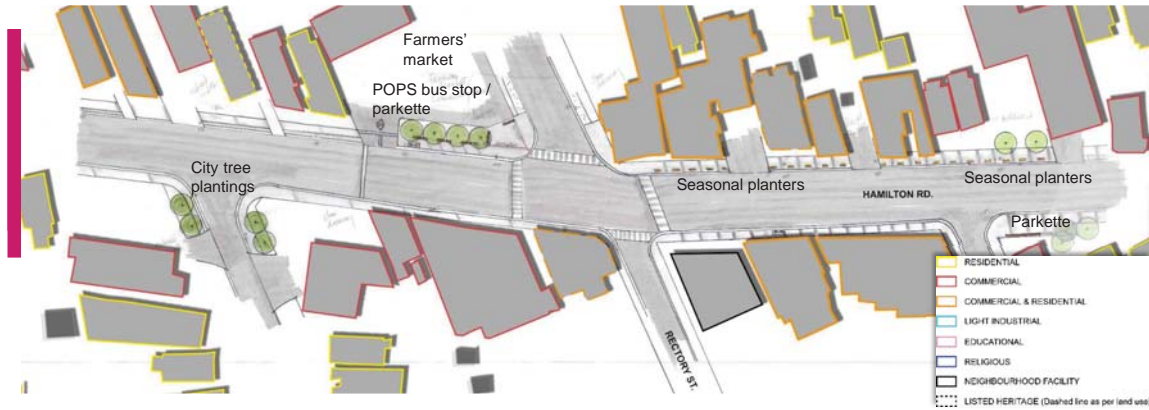 Farmers'
market
POPS bus stop /
parkette
City tree
plantings
Seasonal planters
HAMILTON RD.
Seasonal planters
Parkette
RECTORY ST.
RESIDENTIAL
COMMERCIAL
COMMERCIAL & RESIDENTIAL
LIGHT INDUSTRIAL
EDUCATIONAL
RELIGIOUS
NEIGHBOURHOOD FACILITY
LISTED HERITAGE (Dashed line as per land use)